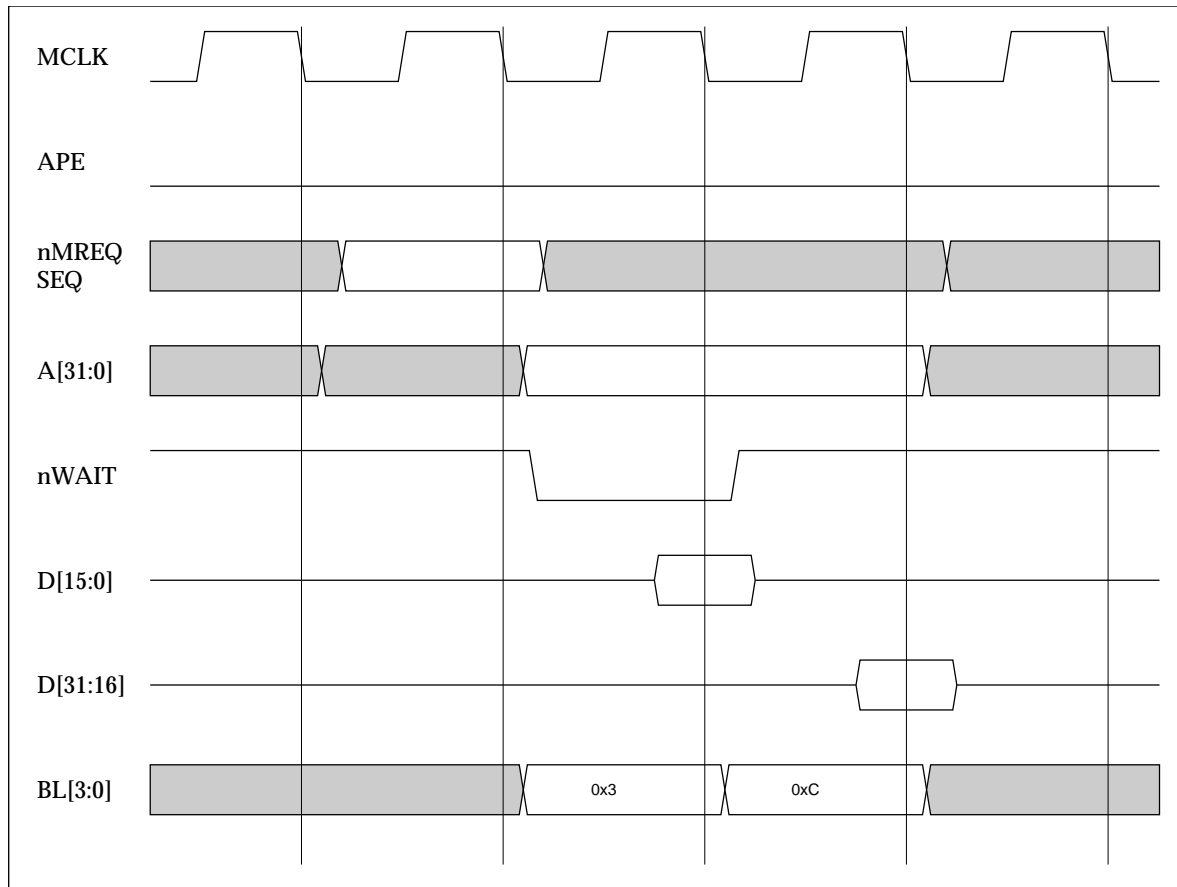 MCLK
APE
nMREQ
SEQ
A[31:0]
nWAIT
D[15:0]
D[31:16]
BL[3:0]
0x3
0xC